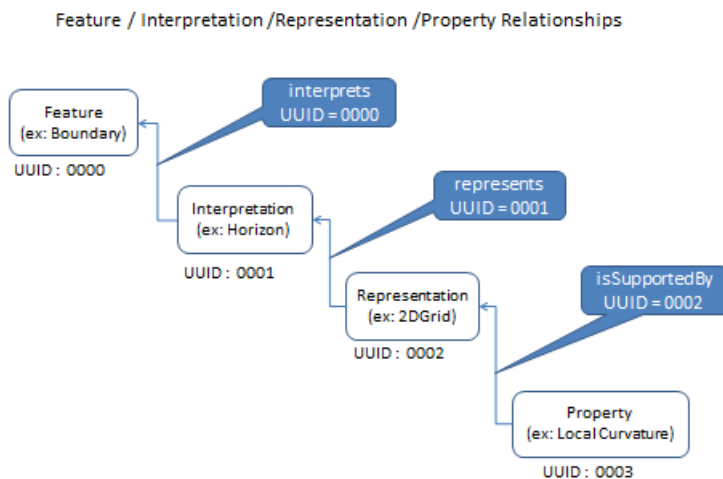 Feature / Interpretation /Representation /Property Relationships
interprets
UUID = 0000
Feature
(ex: Boundary)
UUID : 0000
represents
UUID = 0001
Interpretation
(ex: Horizon)
UUID : 0001
isSupportedBy
UUID = 0002
Representation
(ex: 2DGrid)
UUID : 0002
Property
(ex: Local Curvature)
UUID : 0003